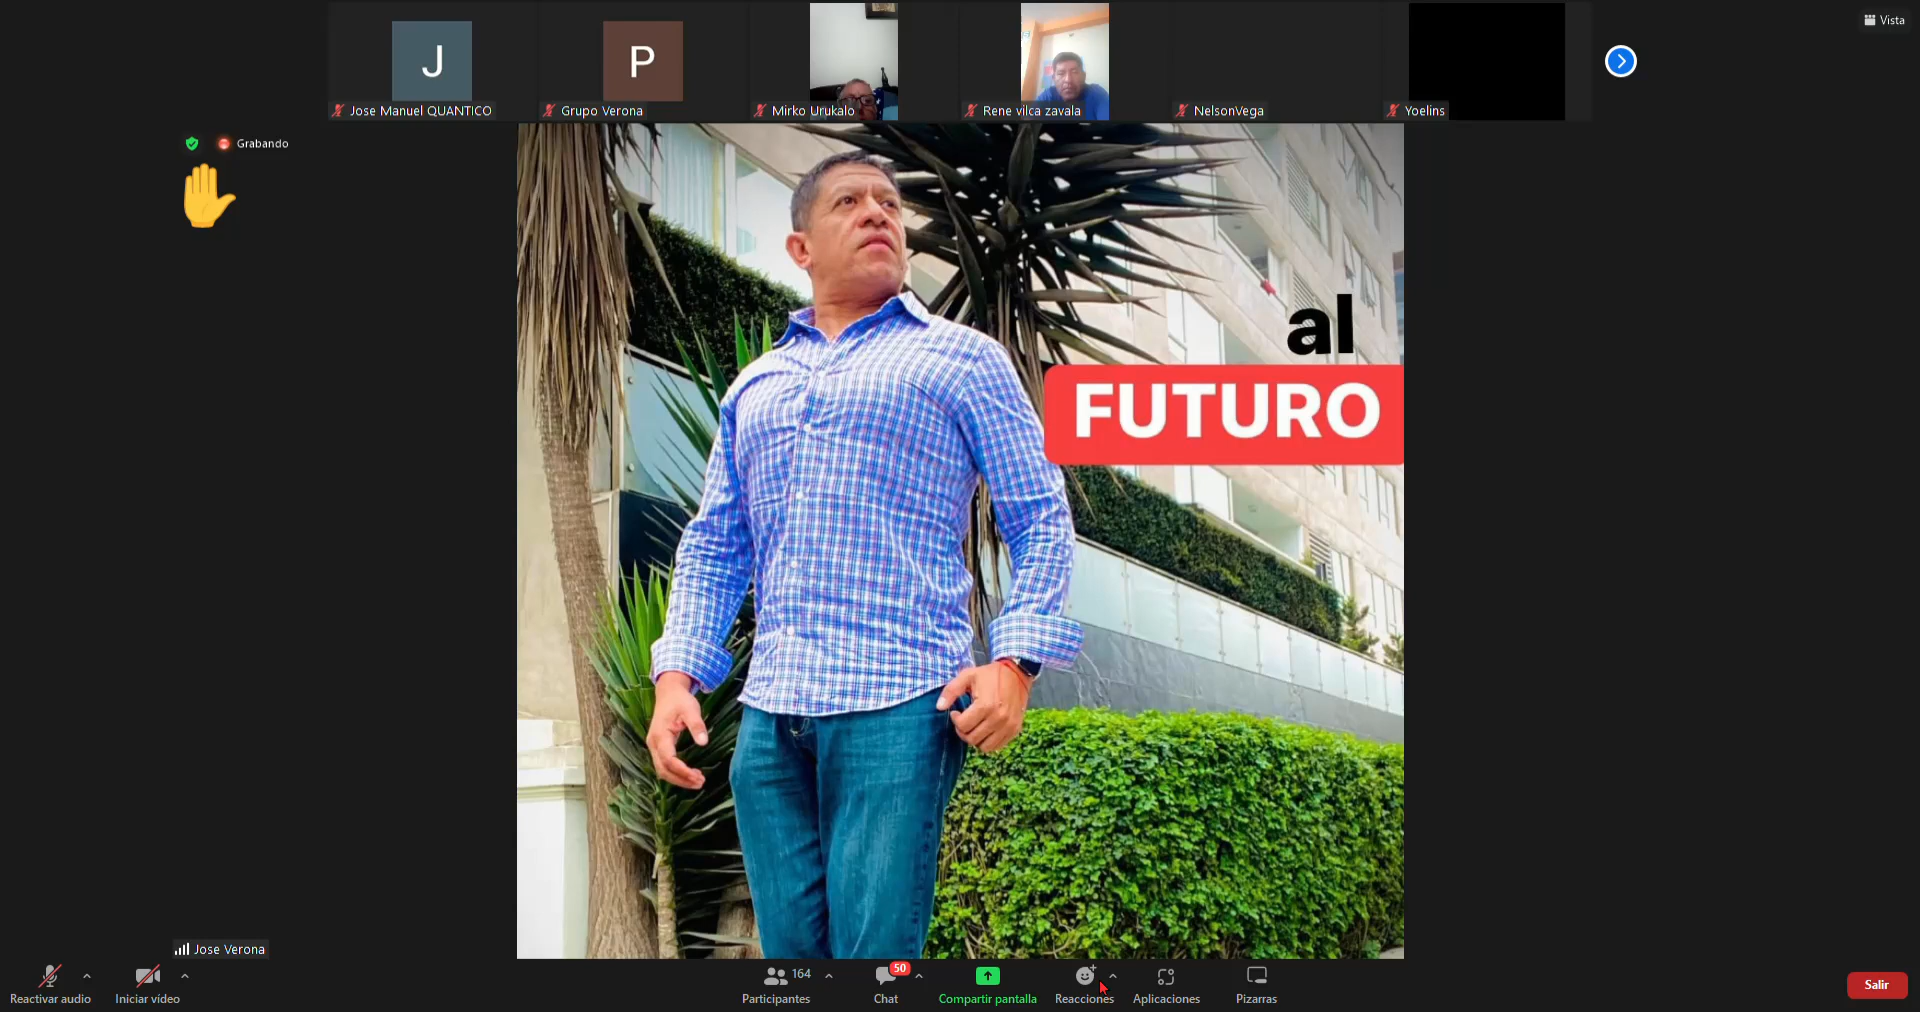 Vista
J
P
Jose Manuel QUANTICO
Grupo Verona
Mirko Urukalo
Rene vilca zavala
NelsonVega
Yoelins
Grabando
al
FUTURO
Jose Verona
Reactivar audio
Iniciar vídeo
164
Participantes
50
Chat
Compartir pantalla
Reacciones
Aplicaciones
Pizarras
Salir